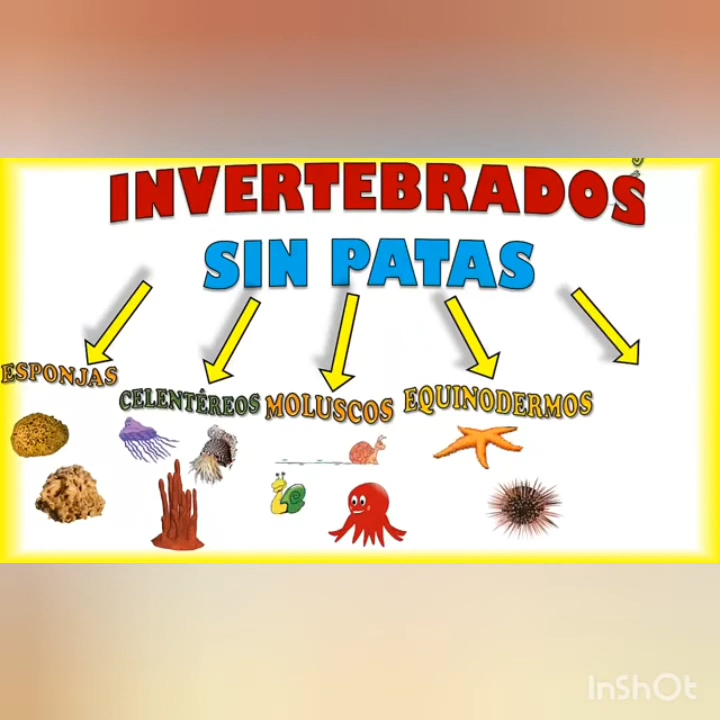 INVERTEBRADOS
SIN PATAS
ESPONJAS
CELENTÉREOS
MOLUSCOS
EQUINODERMOS
InShOt